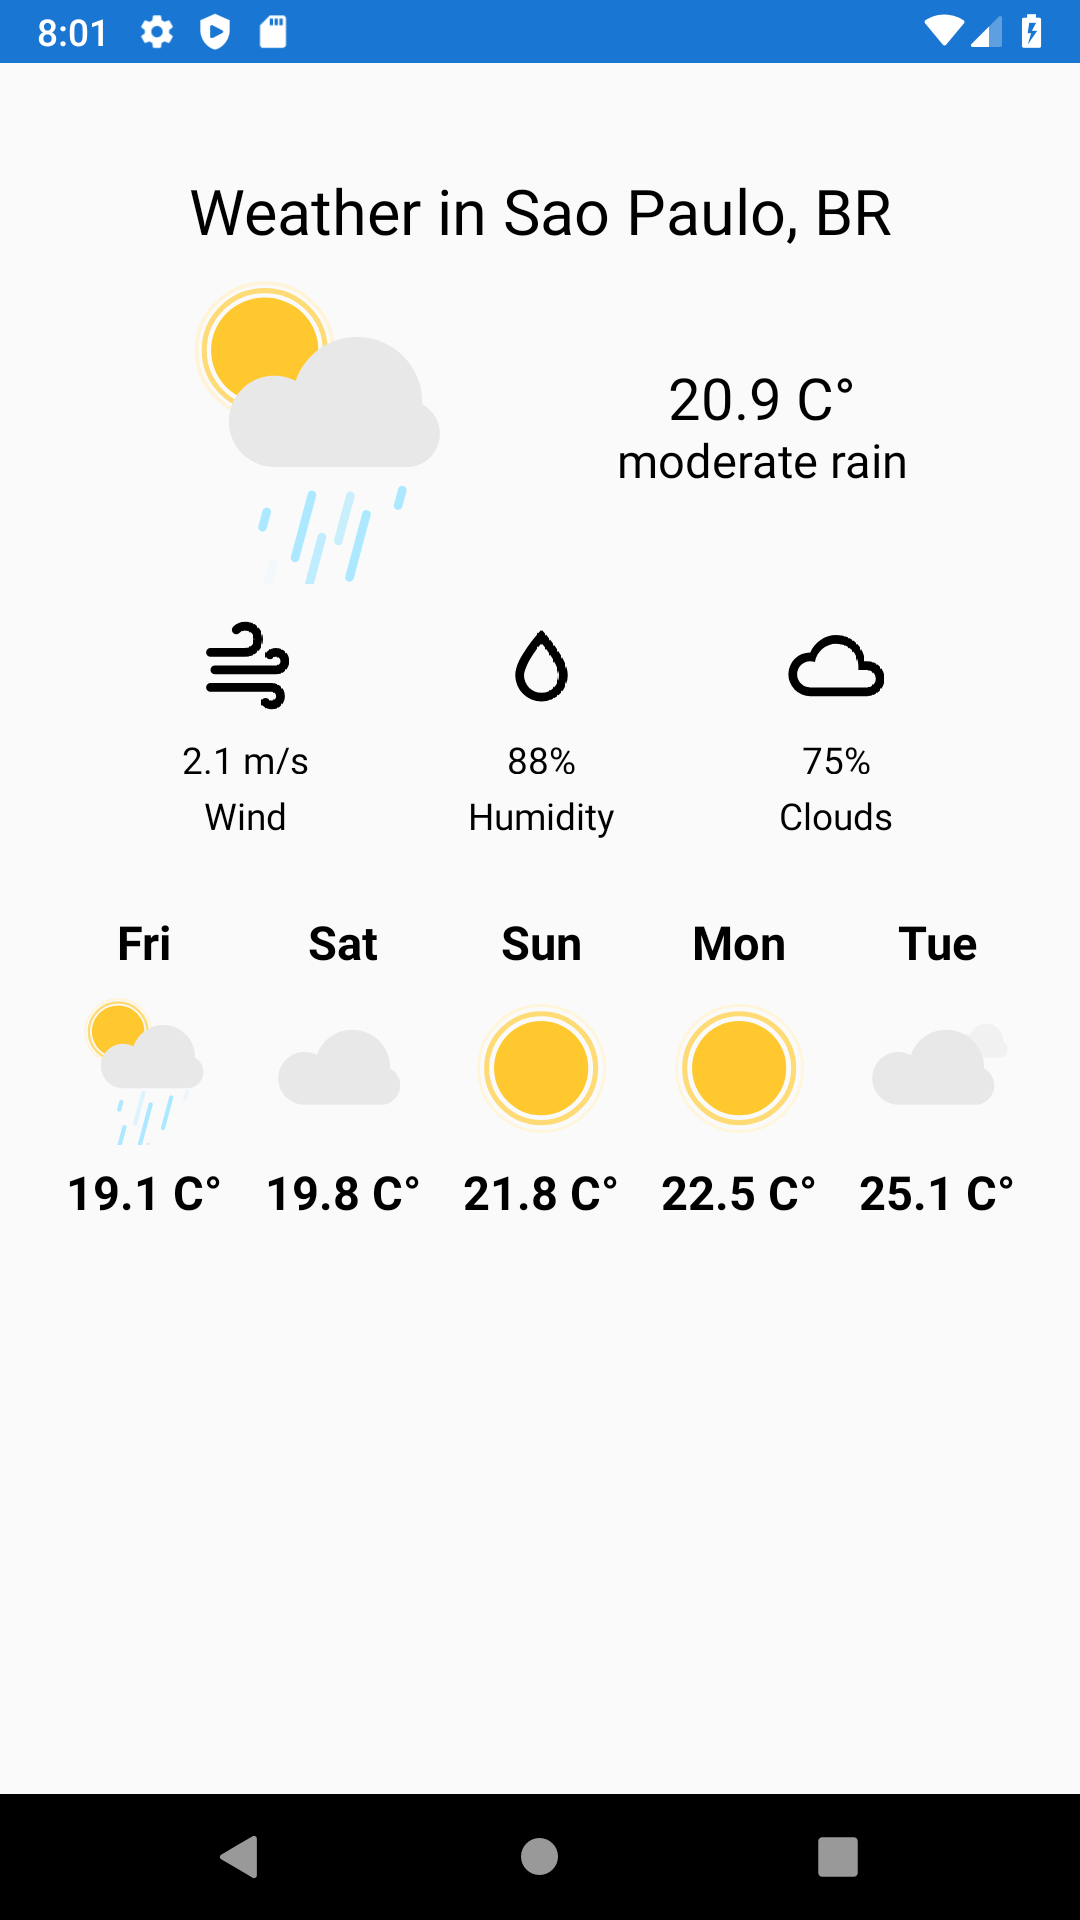 8:01
Weather in Sao Paulo, BR
20.9 C°
moderate rain
2.1 m/s 88% 75%
Wind Humidity Clouds
Fri Sat Sun Mon Tue
19.1 C° 19.8 C° 21.8 C° 22.5 C° 25.1 C°